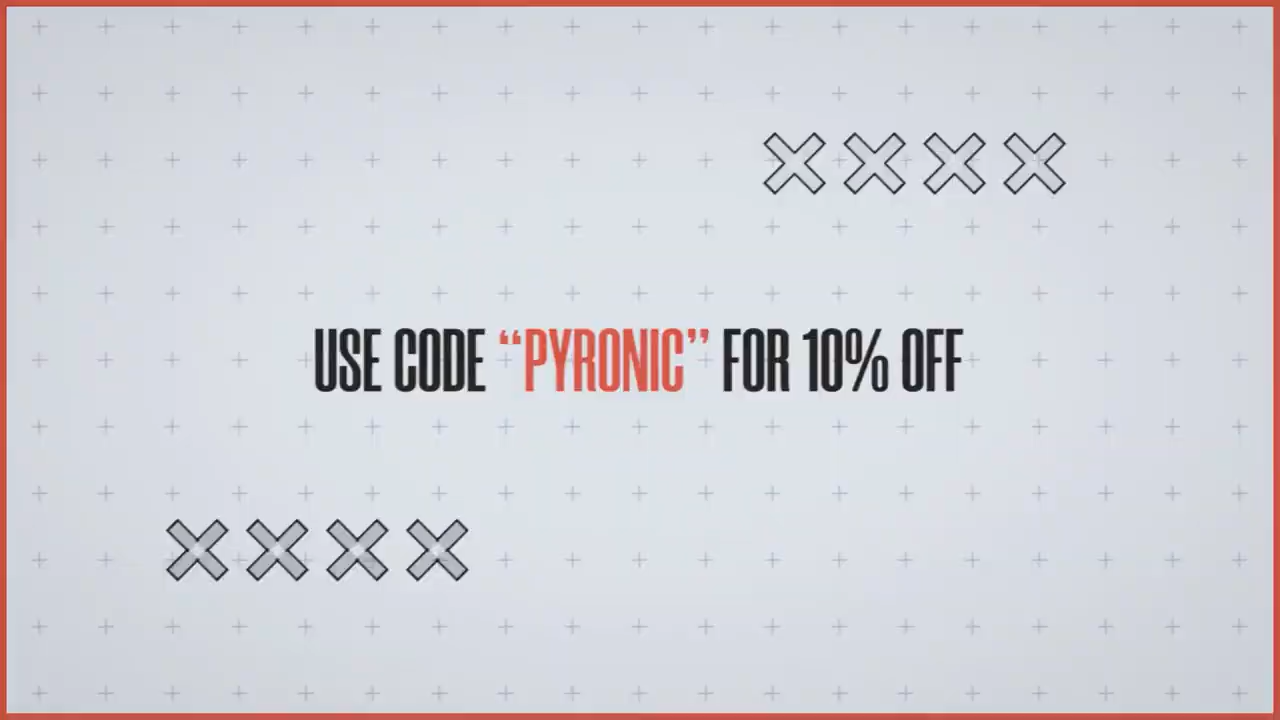 USE CODE “PYRONIC” FOR 10% OFF